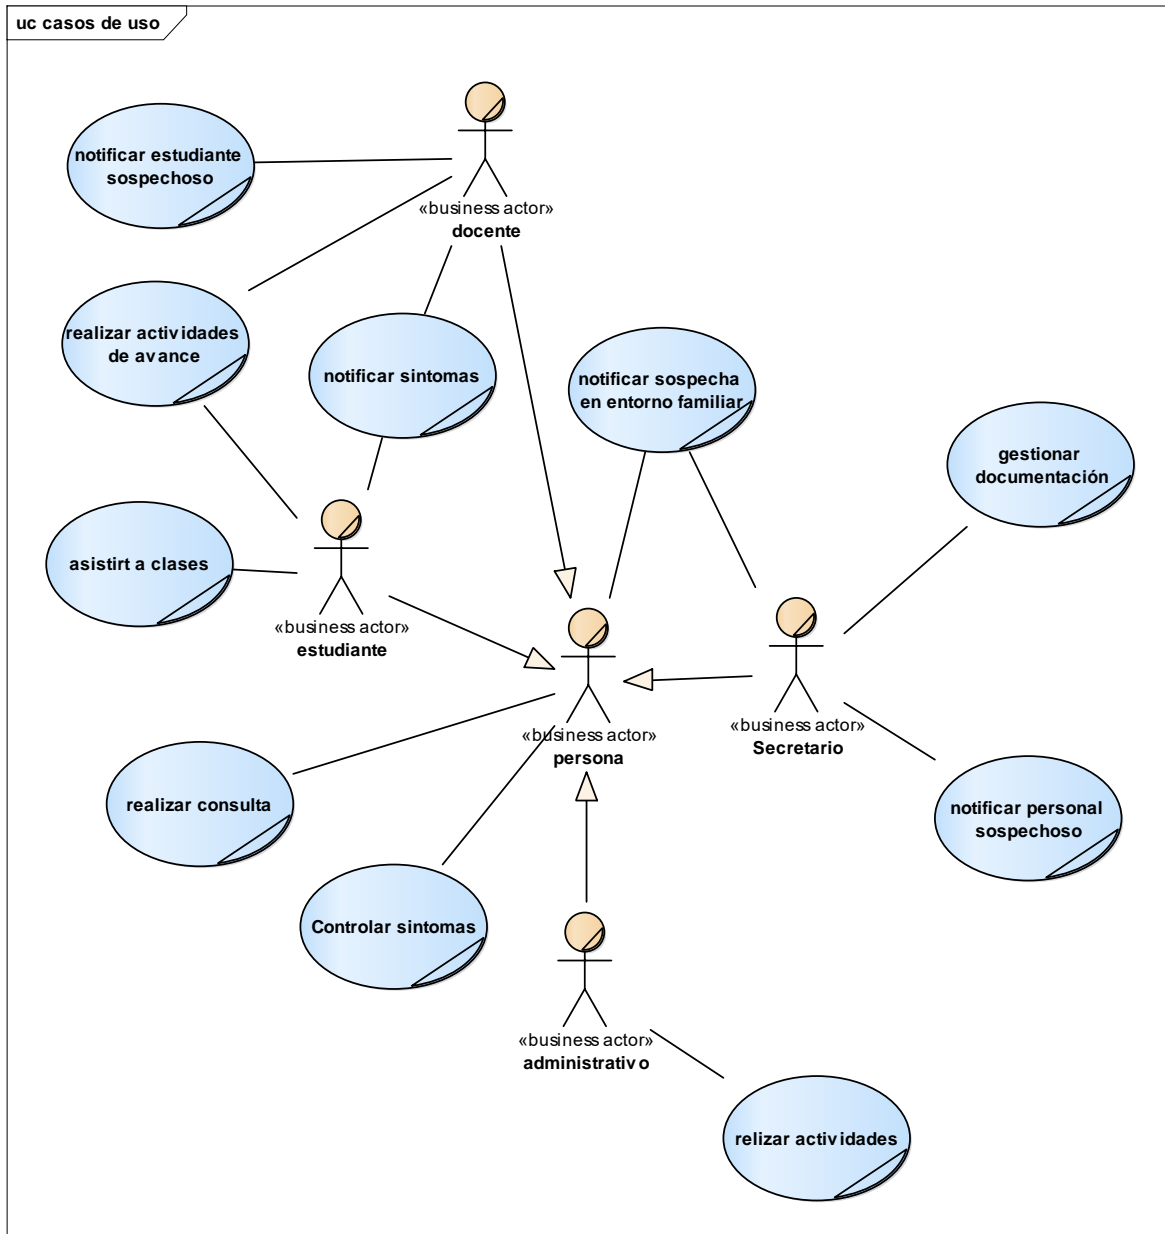 uc casos de uso
notificar estudiante
sospechoso
«business actor»
docente
realizar actividades
de avance
notificar sintomas
notificar sospecha
en entorno familiar
gestionar
documentación
asistirt a clases
«business actor»
estudiante
«business actor»
persona
«business actor»
Secretario
realizar consulta
notificar personal
sospechoso
Controlar sintomas
«business actor»
administrativo
relizar actividades